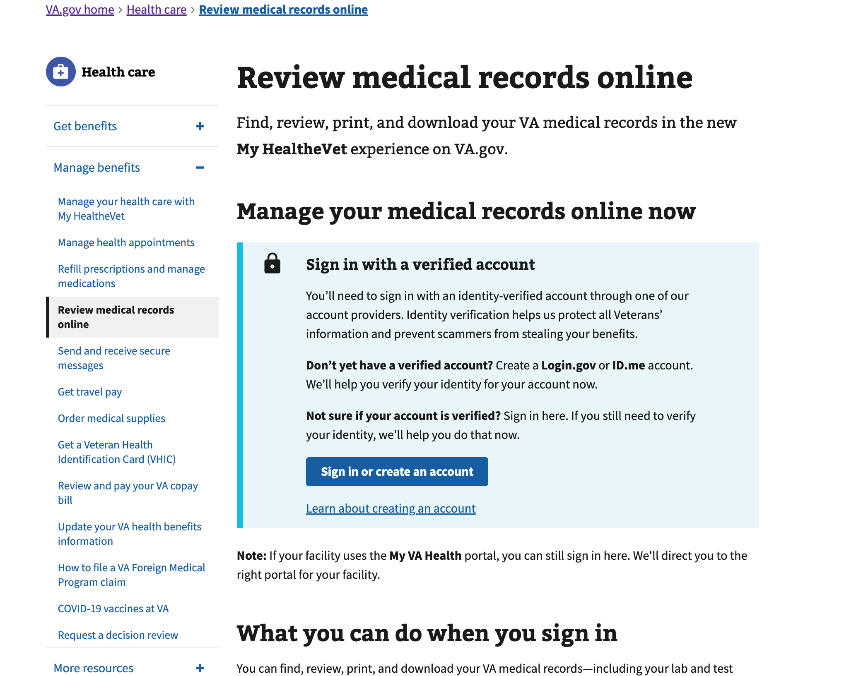 VA.gov home › Health care › Review medical records online
Health care
Get benefits
Manage benefits
Manage your health care with
My HealtheVet
Manage health appointments
Refill prescriptions and manage
medications
Review medical records
online
Send and receive secure
messages
Get travel pay
Order medical supplies
Get a Veteran Health
Identification Card (VHIC)
Review and pay your VA copay
bill
Update your VA health benefits
information
How to file a VA Foreign Medical
Program claim
COVID-19 vaccines at VA
Request a decision review
More resources
Review medical records online
Find, review, print, and download your VA medical records in the new
My HealtheVet experience on VA.gov.
Manage your medical records online now
Sign in with a verified account
You’ll need to sign in with an identity-verified account through one of our
account providers. Identity verification helps us protect all Veterans’
information and prevent scammers from stealing your benefits.
Don’t yet have a verified account? Create a Login.gov or ID.me account.
We’ll help you verify your identity for your account now.
Not sure if your account is verified? Sign in here. If you still need to verify
your identity, we’ll help you do that now.
Sign in or create an account
Learn about creating an account
Note: If your facility uses the My VA Health portal, you can still sign in here. We’ll direct you to the
right portal for your facility.
What you can do when you sign in
You can find, review, print, and download your VA medical records—including your lab and test